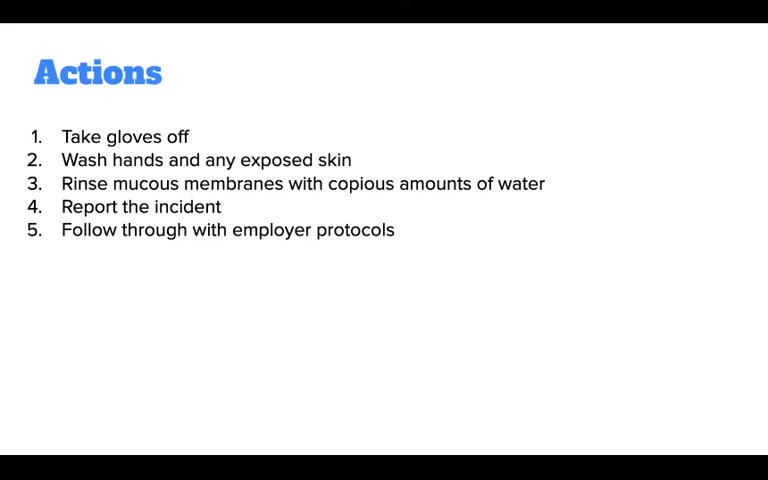 Actions
1. Take gloves off
2. Wash hands and any exposed skin
3. Rinse mucous membranes with copious amounts of water
4. Report the incident
5. Follow through with employer protocols